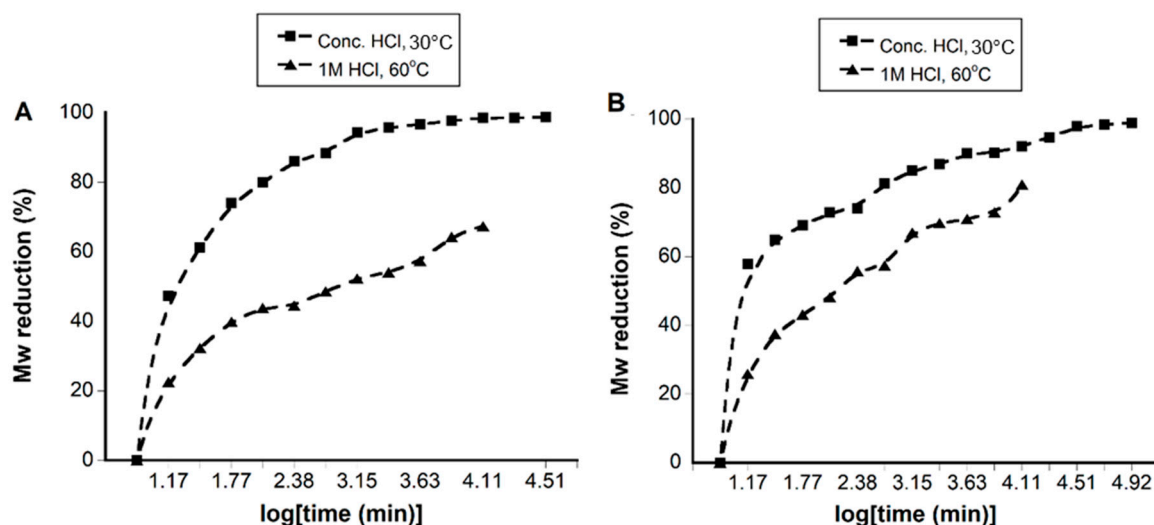 Conc. HCl, 30°C
1M HCl, 60°C
A
100
80
60
40
20
0
Mw reduction (%)
1.17 1.77 2.38 3.15 3.63 4.11 4.51
log[time (min)]
Conc. HCl, 30°C
1M HCl, 60°C
B
100
80
60
40
20
0
Mw reduction (%)
1.17 1.77 2.38 3.15 3.63 4.11 4.51 4.92
log[time (min)]